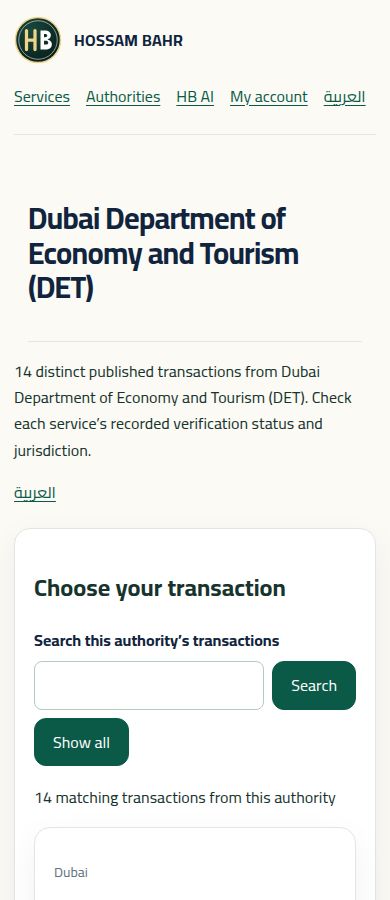 HB
HOSSAM BAHR
Services Authorities HB AI My account العربية
Dubai Department of
Economy and Tourism
(DET)
14 distinct published transactions from Dubai
Department of Economy and Tourism (DET). Check
each service’s recorded verification status and
jurisdiction.
العربية
Choose your transaction
Search this authority’s transactions
Search
Show all
14 matching transactions from this authority
Dubai